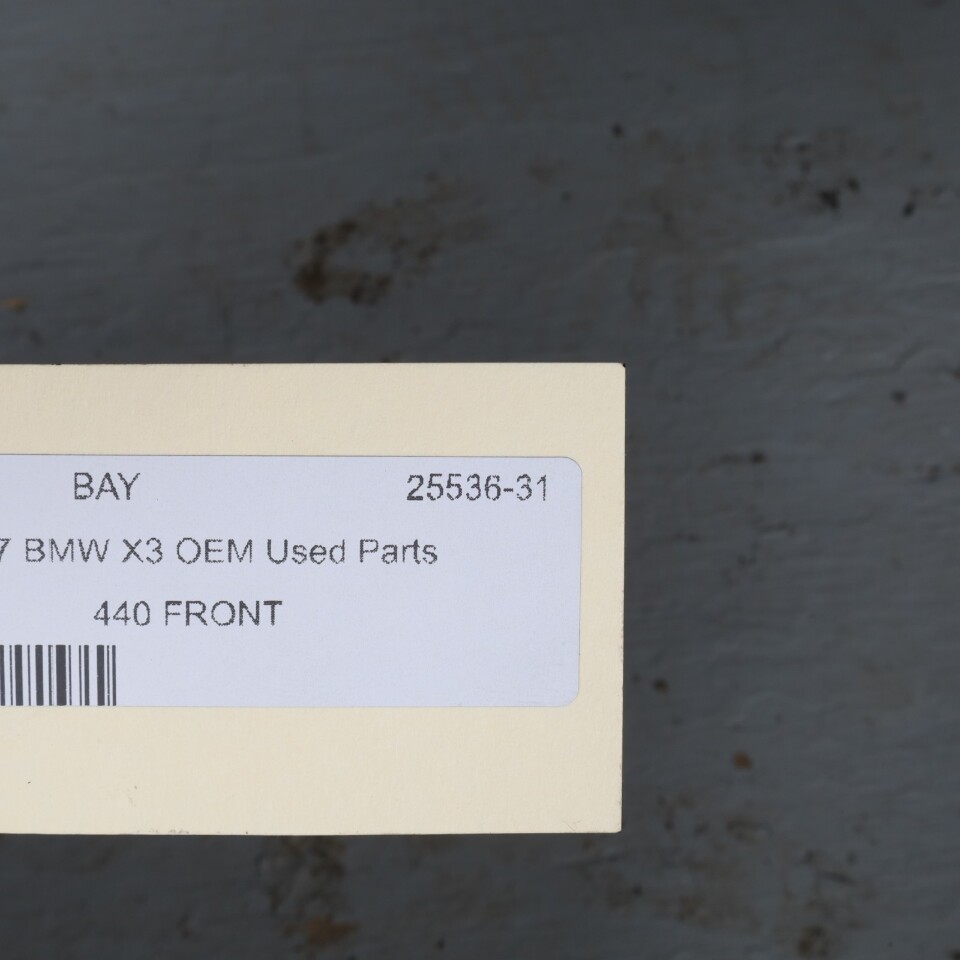 BAY 25536-31
7 BMW X3 OEM Used Parts
440 FRONT